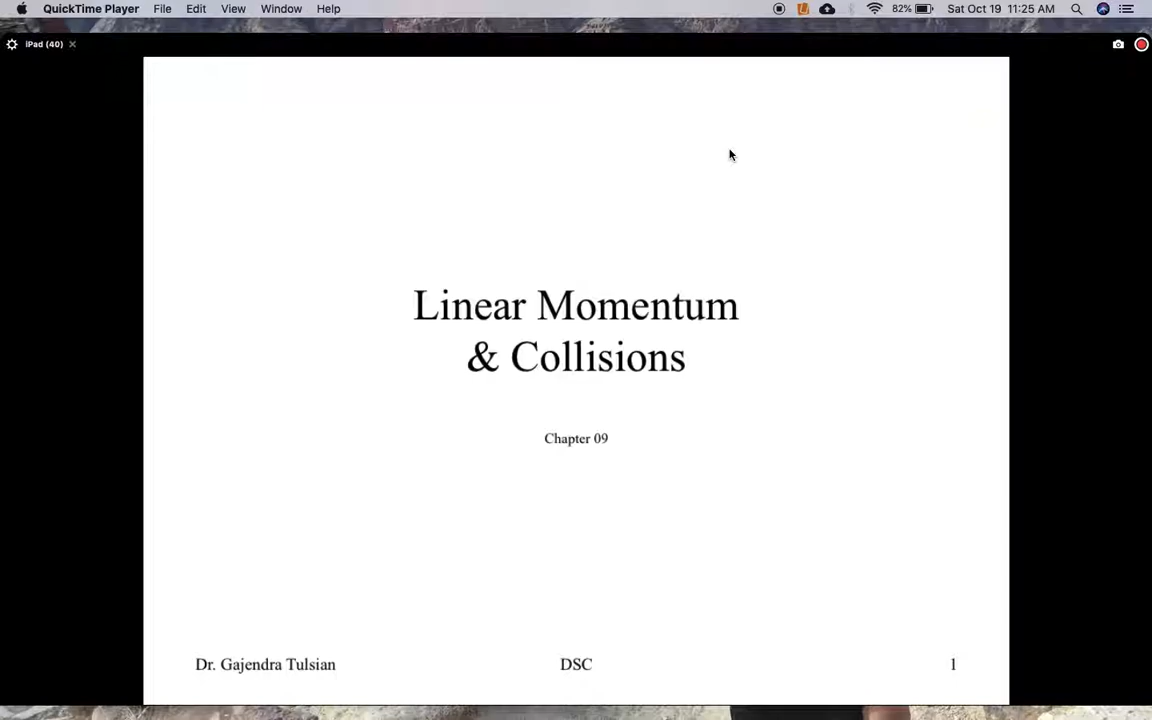 QuickTime Player File Edit View Window Help 82% Sat Oct 19 11:25 AM
iPad (40)
Linear Momentum
& Collisions
Chapter 09
Dr. Gajendra Tulsian DSC 1